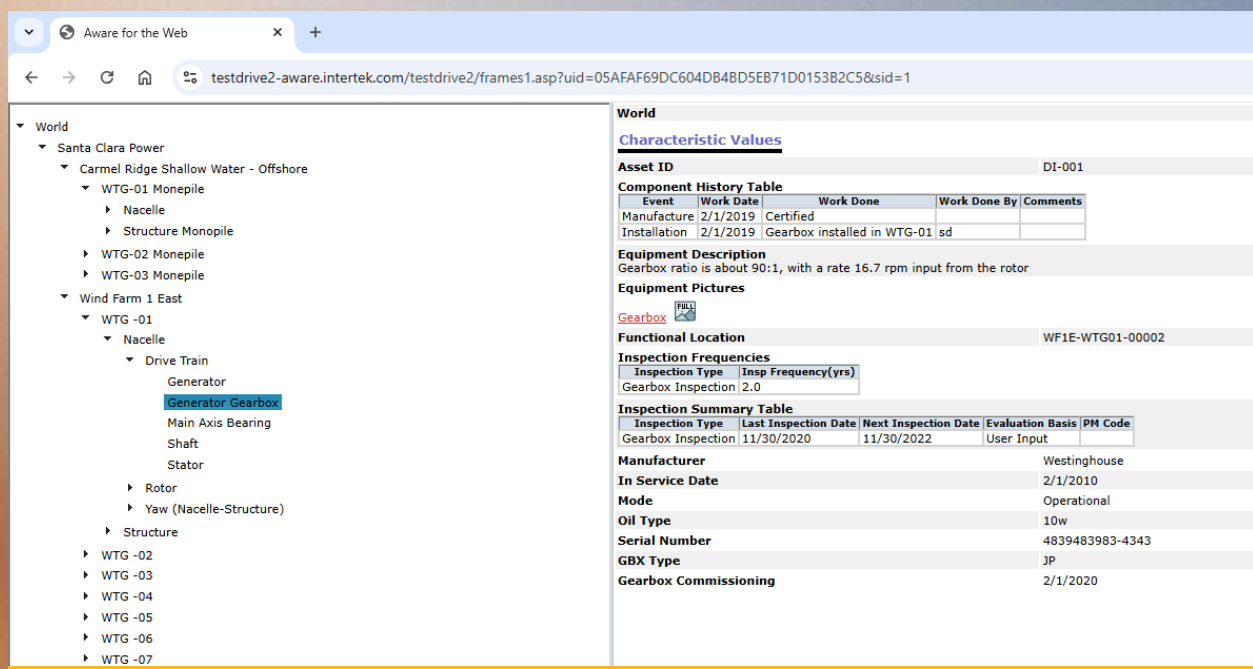 Aware for the Web
testdrive2-aware.intertek.com/testdrive2/frames1.asp?uid=05AFAF69DC604DB4BD5EB71D0153B2C5&sid=1
World
Santa Clara Power
Carmel Ridge Shallow Water - Offshore
WTG-01 Monepile
Nacelle
Structure Monopile
WTG-02 Monepile
WTG-03 Monepile
Wind Farm 1 East
WTG -01
Nacelle
Drive Train
Generator
Generator Gearbox
Main Axis Bearing
Shaft
Stator
Rotor
Yaw (Nacelle-Structure)
Structure
WTG -02
WTG -03
WTG -04
WTG -05
WTG -06
WTG -07
World
Characteristic Values
Asset ID DI-001
Component History Table
Event Work Date Work Done Work Done By Comments
Manufacture 2/1/2019 Certified
Installation 2/1/2019 Gearbox installed in WTG-01 sd
Equipment Description
Gearbox ratio is about 90:1, with a rate 16.7 rpm input from the rotor
Equipment Pictures
Gearbox FULL
Functional Location WF1E-WTG01-00002
Inspection Frequencies
Inspection Type Insp Frequency(yrs)
Gearbox Inspection 2.0
Inspection Summary Table
Inspection Type Last Inspection Date Next Inspection Date Evaluation Basis PM Code
Gearbox Inspection 11/30/2020 11/30/2022 User Input
Manufacturer Westinghouse
In Service Date 2/1/2010
Mode Operational
Oil Type 10w
Serial Number 4839483983-4343
GBX Type JP
Gearbox Commissioning 2/1/2020